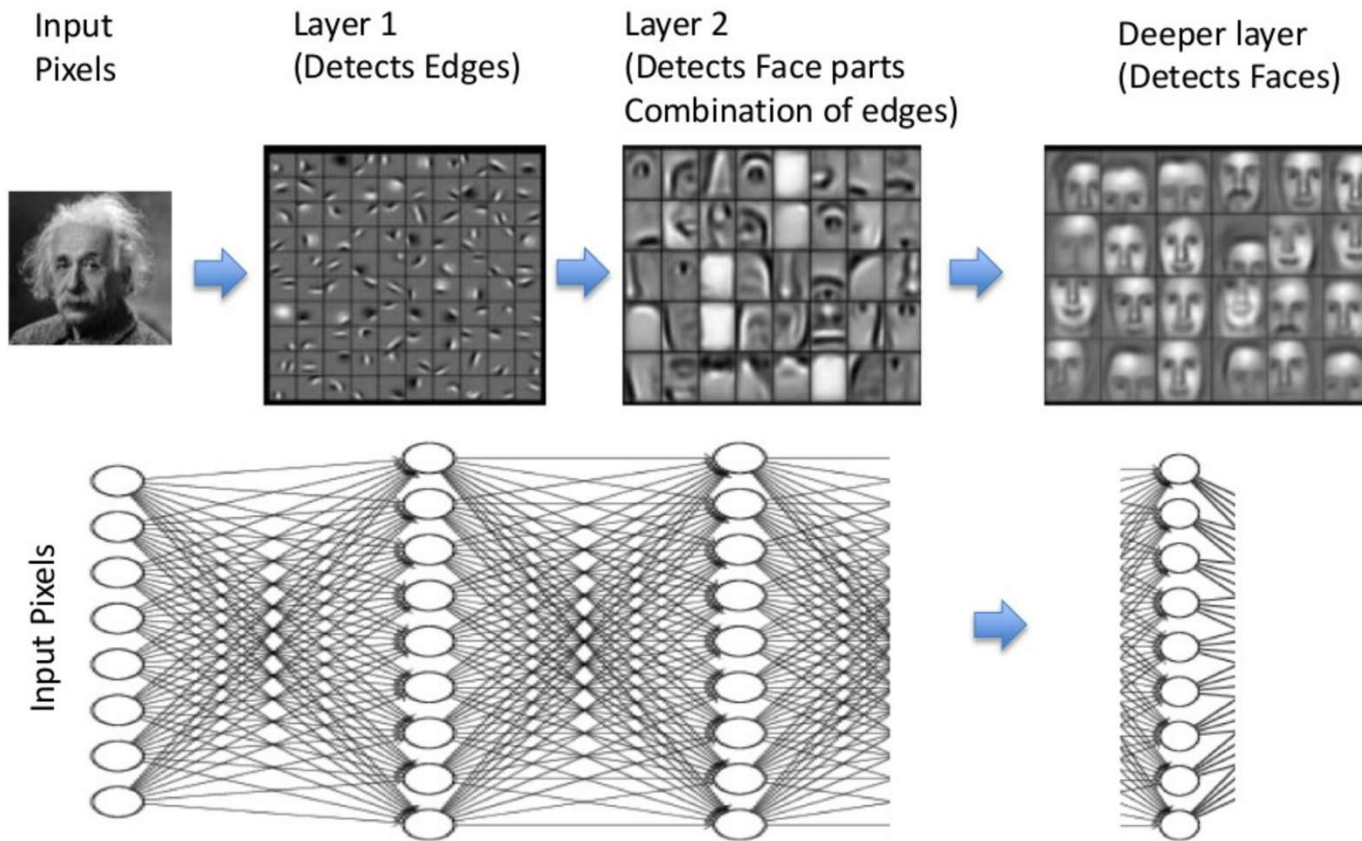 Input
Pixels
Layer 1
(Detects Edges)
Layer 2
(Detects Face parts
Combination of edges)
Deeper layer
(Detects Faces)
Input Pixels